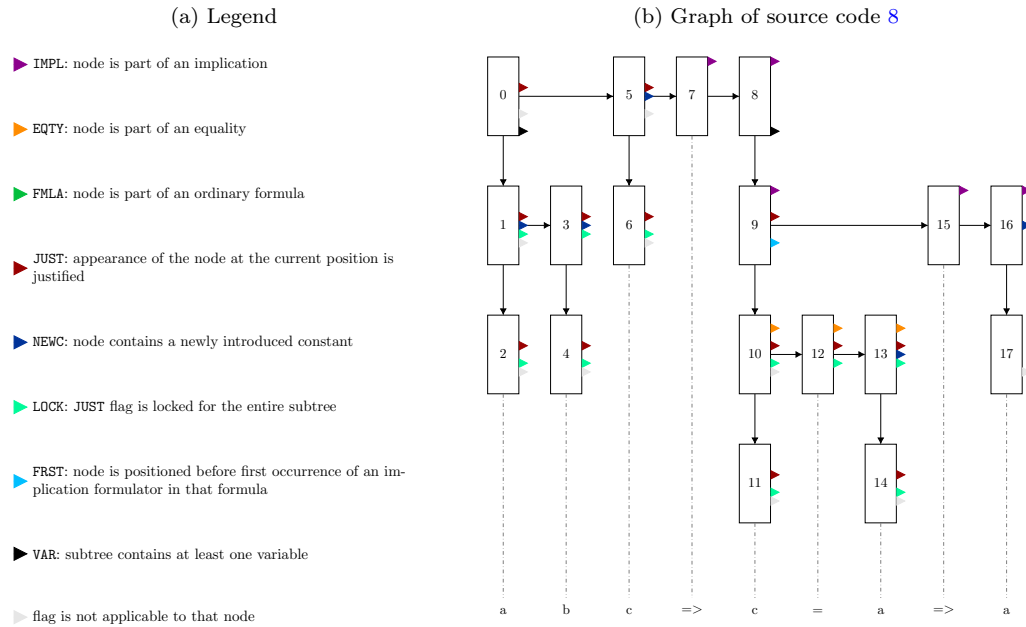 (a) Legend
IMPL: node is part of an implication
EQTY: node is part of an equality
FMLA: node is part of an ordinary formula
JUST: appearance of the node at the current position is
justified
NEWC: node contains a newly introduced constant
LOCK: JUST flag is locked for the entire subtree
FRST: node is positioned before first occurrence of an im-
plication formulator in that formula
VAR: subtree contains at least one variable
flag is not applicable to that node
(b) Graph of source code 8
0 5 7 8
1 3 6 9 15 16
2 4 10 12 13 17
11 14
a b c => c = a => a